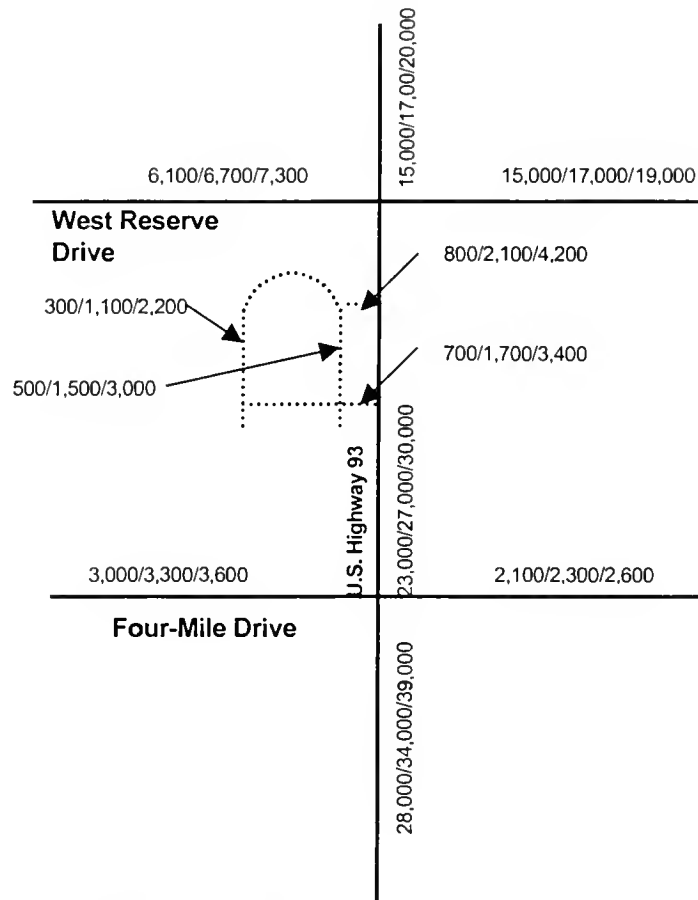 15,000/17,00/20,000
6,100/6,700/7,300
15,000/17,000/19,000
West Reserve
Drive
800/2,100/4,200
300/1,100/2,200
700/1,700/3,400
500/1,500/3,000
U.S. Highway 93
23,000/27,000/30,000
3,000/3,300/3,600
2,100/2,300/2,600
Four-Mile Drive
28,000/34,000/39,000